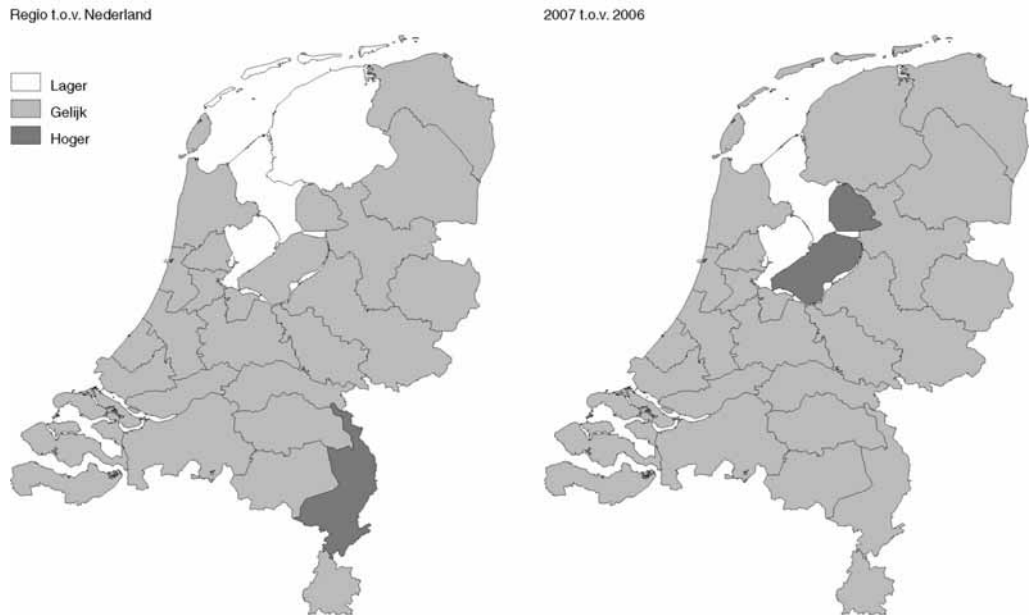 Regio t.o.v. Nederland
2007 t.o.v. 2006
Lager
Gelijk
Hoger